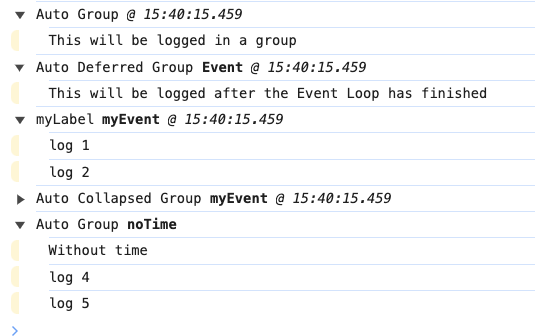 Auto Group @ 15:40:15.459
This will be logged in a group
Auto Deferred Group Event @ 15:40:15.459
This will be logged after the Event Loop has finished
myLabel myEvent @ 15:40:15.459
log 1
log 2
Auto Collapsed Group myEvent @ 15:40:15.459
Auto Group noTime
Without time
log 4
log 5